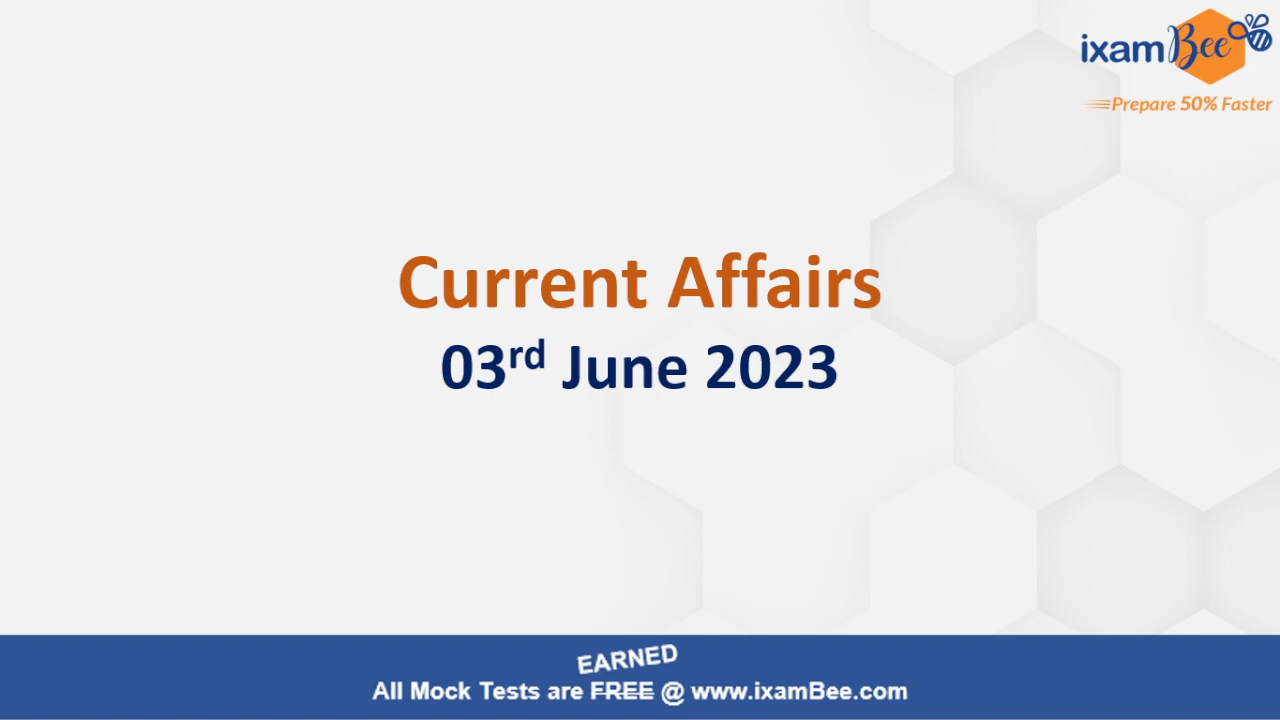 ixamBee
Prepare 50% Faster
Current Affairs
03rd June 2023
EARNED
All Mock Tests are FREE @ www.ixamBee.com